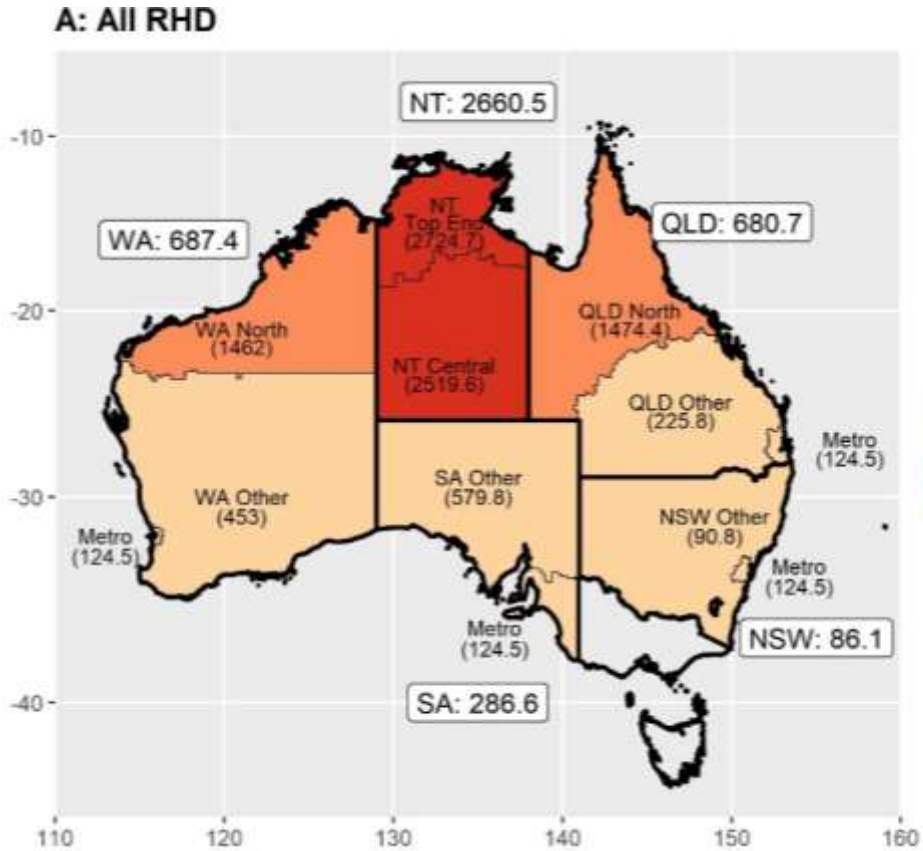 A: All RHD
NT: 2660.5
-10
NT
Top End
(2724.7)
WA: 687.4
QLD: 680.7
-20
WA North
(1462)
QLD North
(1474.4)
NT Central
(2519.6)
QLD Other
(225.8)
Metro
(124.5)
SA Other
(579.8)
-30
WA Other
(453)
NSW Other
(90.8)
Metro
(124.5)
Metro
(124.5)
Metro
(124.5)
NSW: 86.1
SA: 286.6
-40
110 120 130 140 150 160